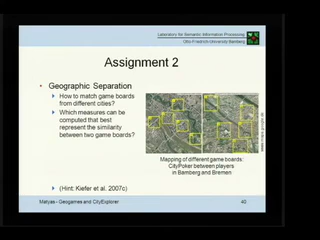 Laboratory for Semantic Information Processing
Otto-Friedrich-University Bamberg
Assignment 2
• Geographic Separation
How to match game boards
from different cities?
Which measures can be
computed that best
represent the similarity
between two game boards?
Mapping of different game boards:
CityPoker between players
in Bamberg and Bremen
(Hint: Kiefer et al. 2007c)
Matyas - Geogames and CityExplorer
40